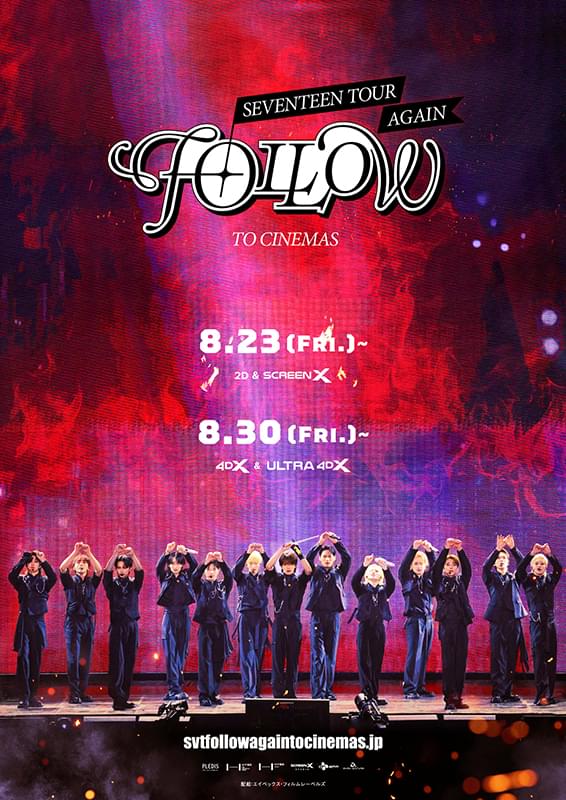 SEVENTEEN TOUR
AGAIN
FOLLOW
TO CINEMAS
8.23(FRI.)~
2D & SCREENX
8.30(FRI.)~
4DX & ULTRA 4DX
svtfollowagaintocinemas.jp
PLEDIS
配給:エイベックス・フィルムレーベルズ